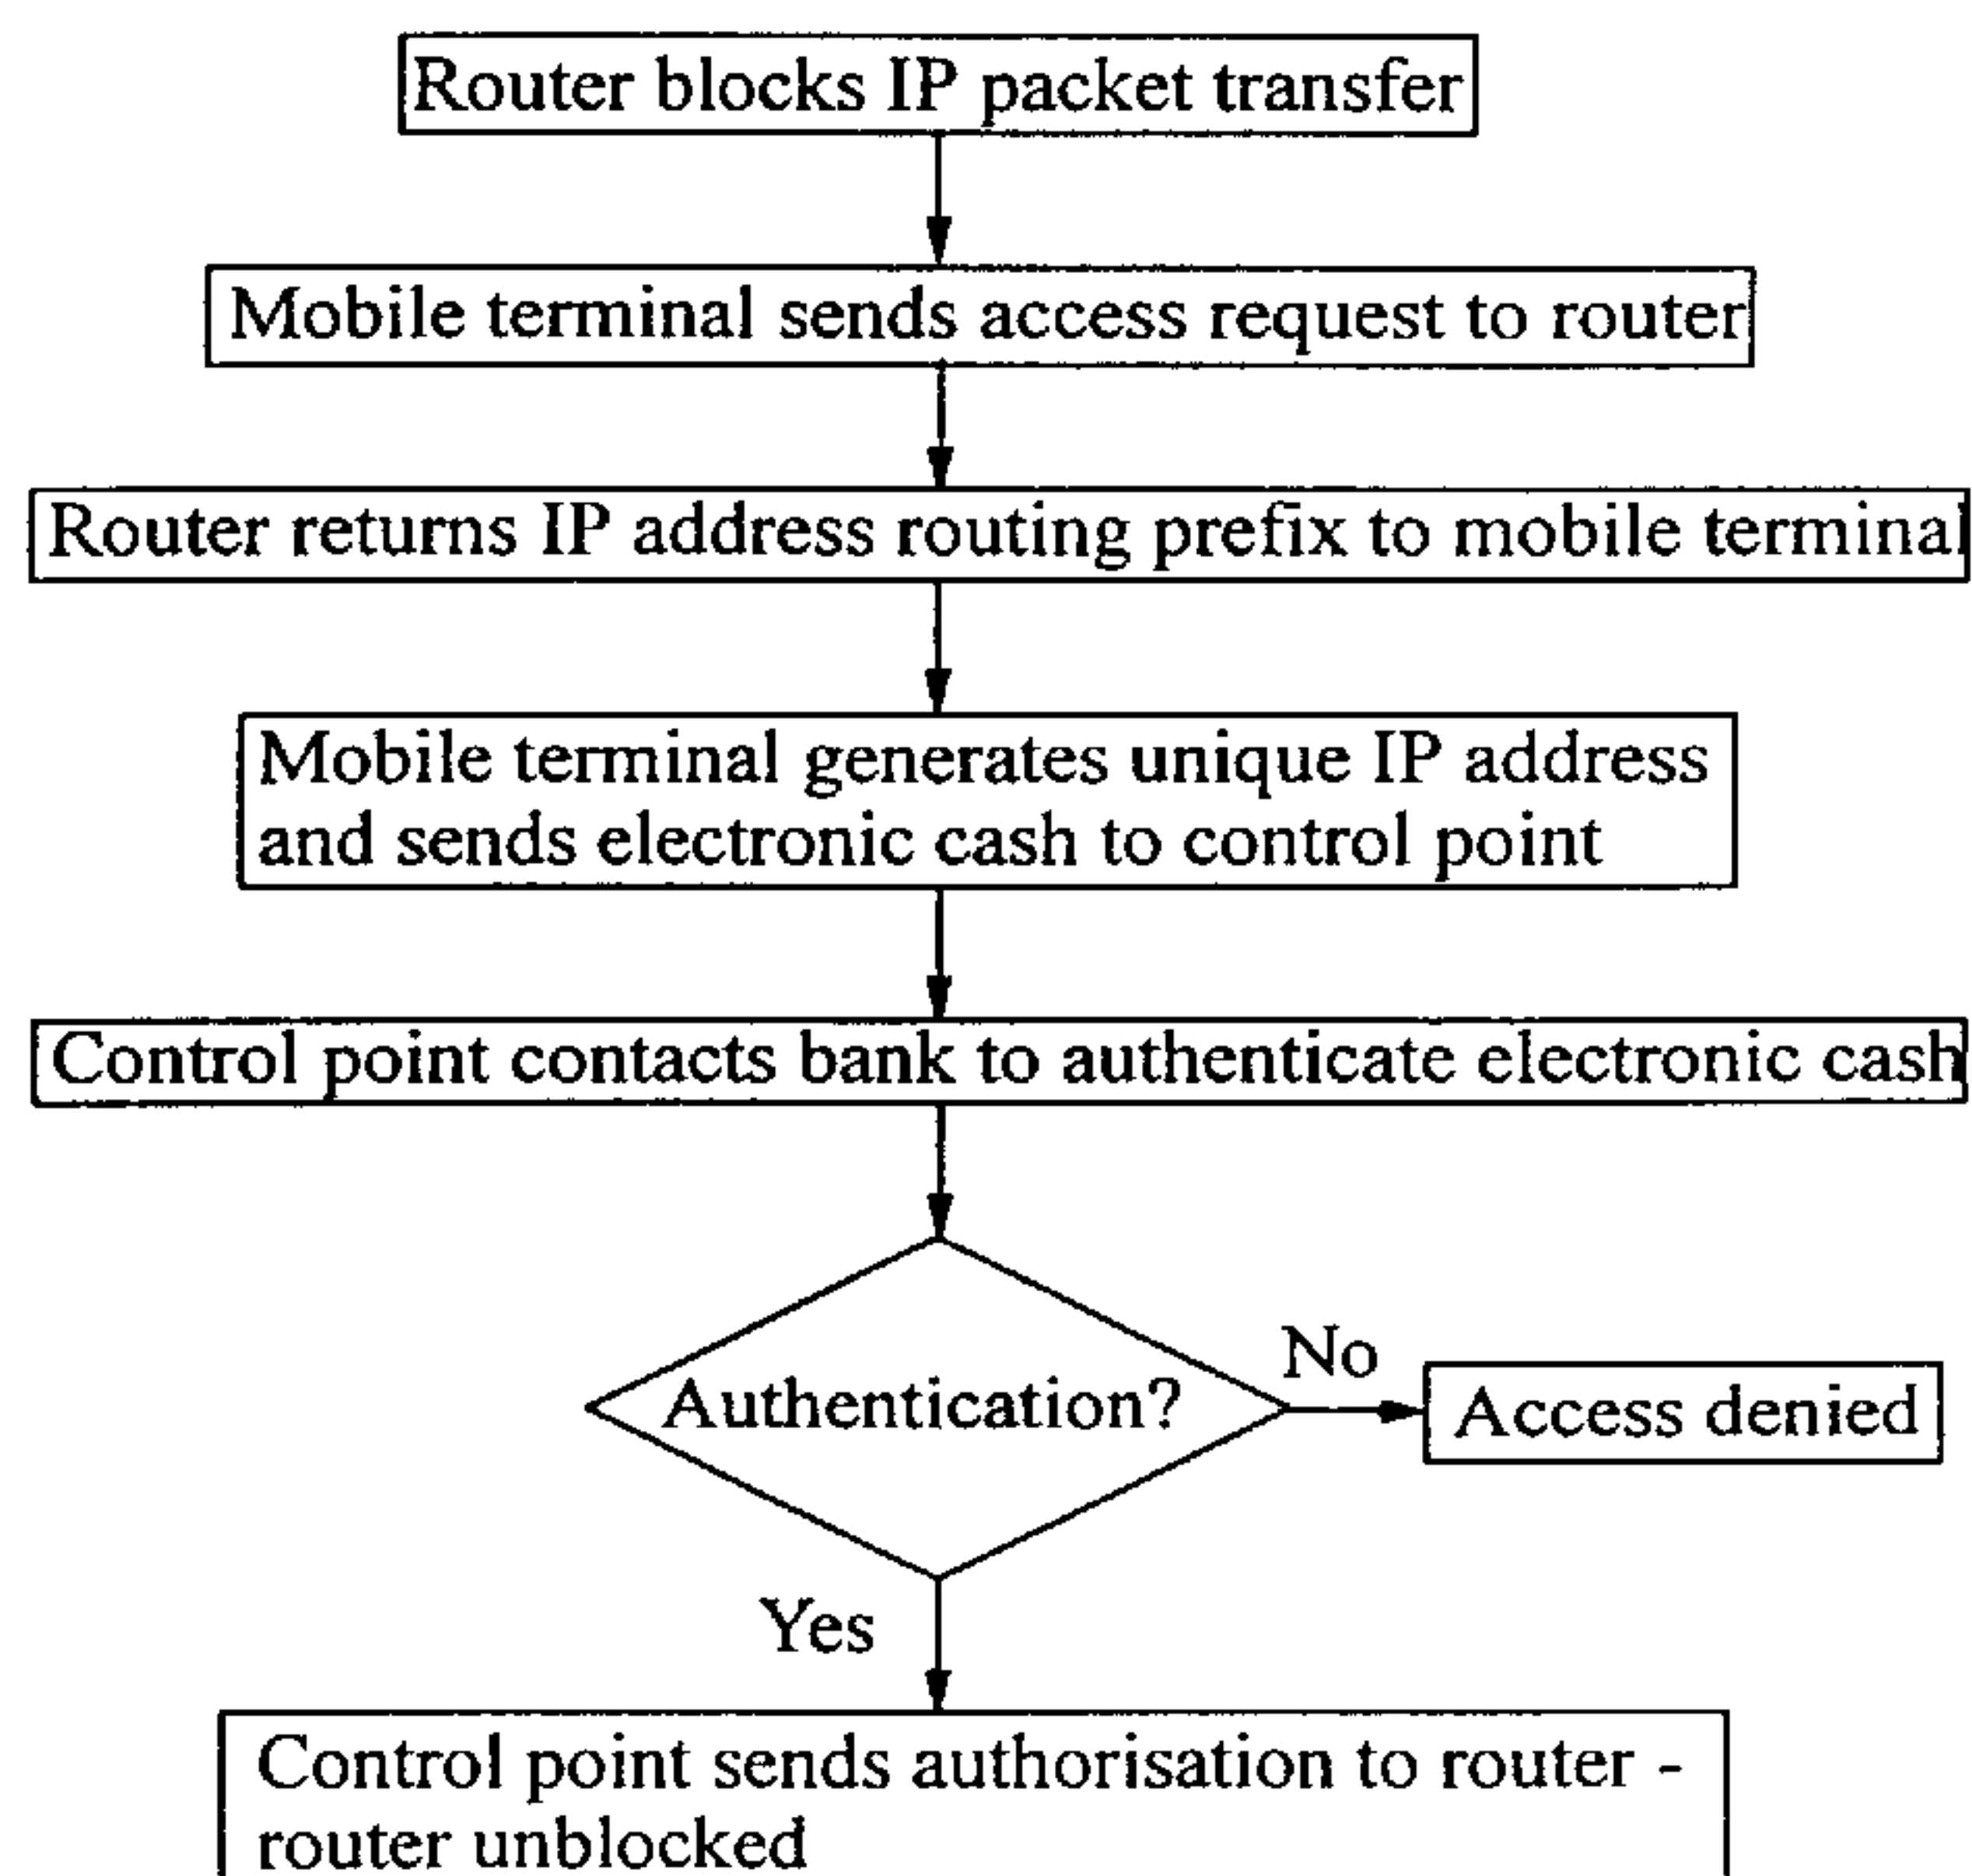 Router blocks IP packet transfer
Mobile terminal sends access request to router
Router returns IP address routing prefix to mobile terminal
Mobile terminal generates unique IP address
and sends electronic cash to control point
Control point contacts bank to authenticate electronic cash
Authentication?
No
Access denied
Yes
Control point sends authorisation to router -
router unblocked